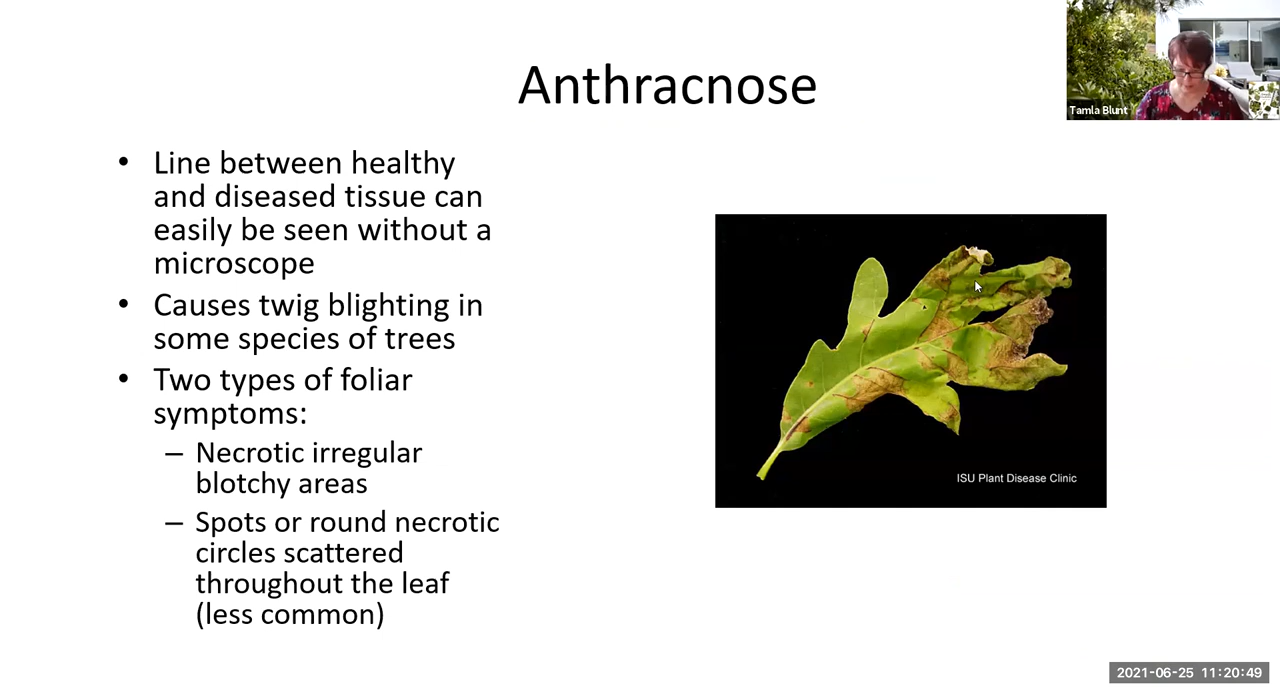 Anthracnose
Tamla Blunt
• Line between healthy
and diseased tissue can
easily be seen without a
microscope
• Causes twig blighting in
some species of trees
• Two types of foliar
symptoms:
– Necrotic irregular
blotchy areas
– Spots or round necrotic
circles scattered
throughout the leaf
(less common)
ISU Plant Disease Clinic
2021-06-25 11:20:49